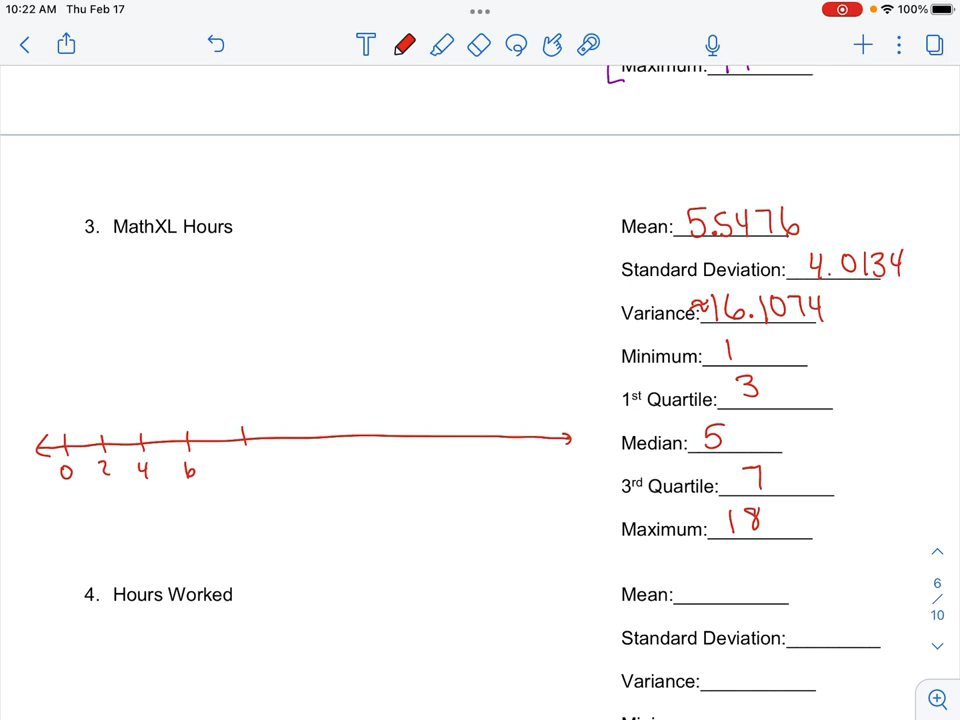 10:22 AM Thu Feb 17
100%
T
Maximum:
3. MathXL Hours
Mean: 5.5476
Standard Deviation: 4.0134
Variance: ≈16.1074
Minimum: 1
1st Quartile: 3
Median: 5
3rd Quartile: 7
Maximum: 18
0 2 4 6
4. Hours Worked
Mean:
Standard Deviation:
Variance:
6
/
10